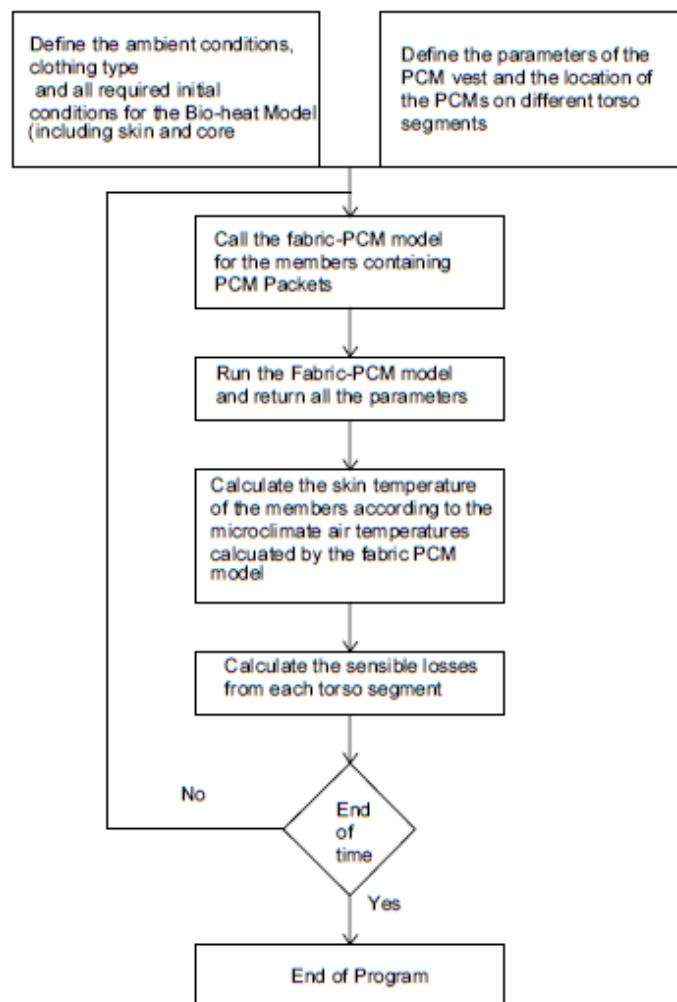 Define the ambient conditions,
clothing type
and all required initial
conditions for the Bio-heat Model
(including skin and core
Define the parameters of the
PCM vest and the location of
the PCMs on different torso
segments
Call the fabric-PCM model
for the members containing
PCM Packets
Run the Fabric-PCM model
and return all the parameters
Calculate the skin temperature
of the members according to the
microclimate air temperatures
calcuated by the fabric PCM
model
Calculate the sensible losses
from each torso segment
No
End
of
time
Yes
End of Program